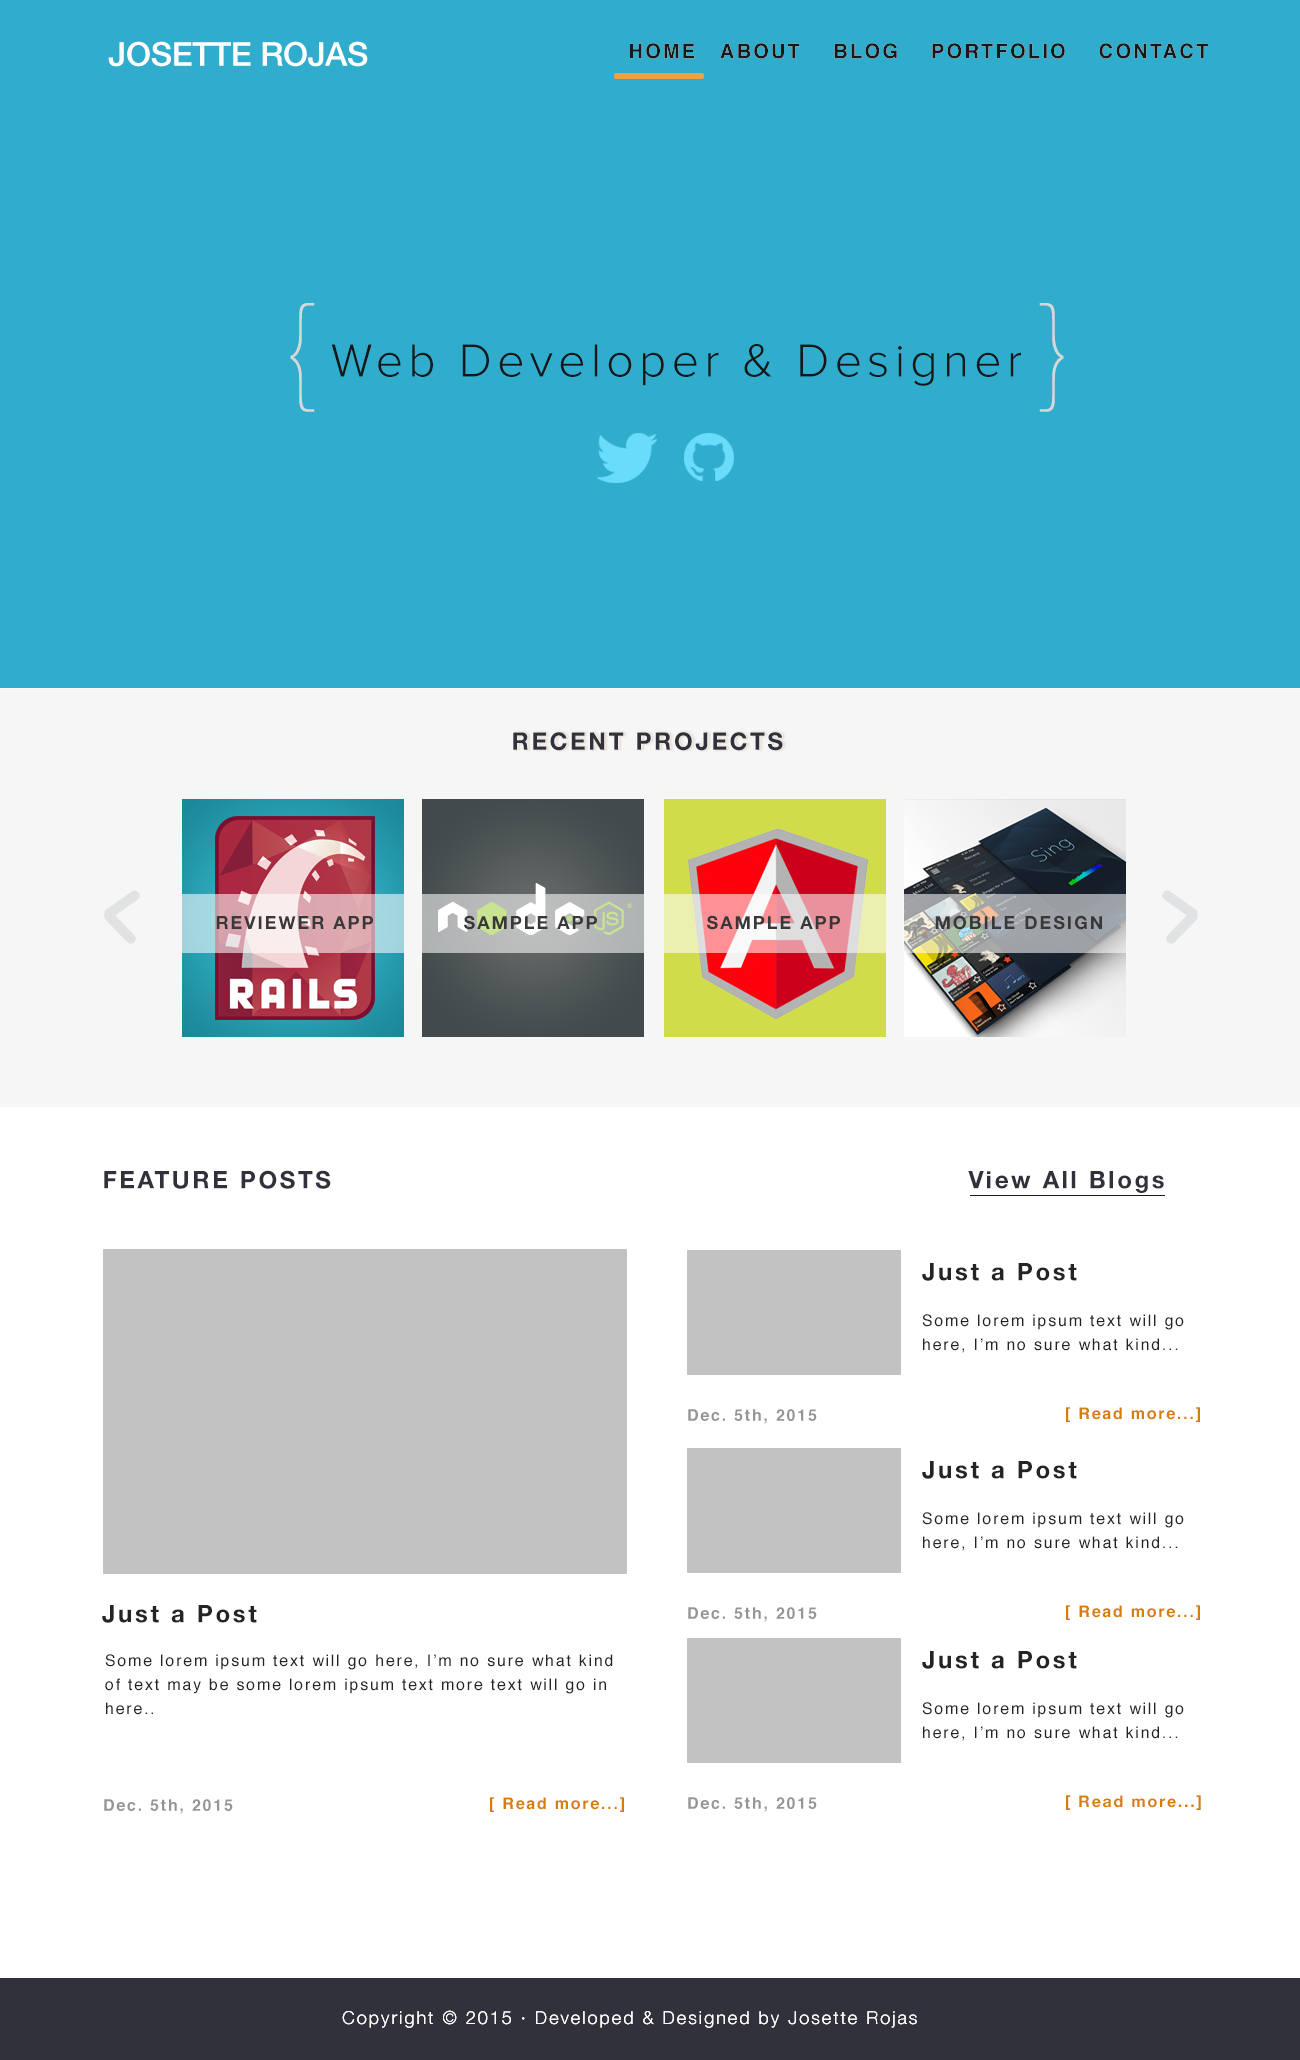 JOSETTE ROJAS
HOME ABOUT BLOG PORTFOLIO CONTACT
{ Web Developer & Designer }
RECENT PROJECTS
REVIEWER APP
RAILS
SAMPLE APP
node JS
SAMPLE APP
A
MOBILE DESIGN
Sing
FEATURE POSTS
View All Blogs
Just a Post
Some lorem ipsum text will go here, I’m no sure what kind
of text may be some lorem ipsum text more text will go in
here..
Dec. 5th, 2015
[ Read more...]
Just a Post
Some lorem ipsum text will go
here, I’m no sure what kind...
Dec. 5th, 2015
[ Read more...]
Just a Post
Some lorem ipsum text will go
here, I’m no sure what kind...
Dec. 5th, 2015
[ Read more...]
Just a Post
Some lorem ipsum text will go
here, I’m no sure what kind...
Dec. 5th, 2015
[ Read more...]
Copyright © 2015 · Developed & Designed by Josette Rojas